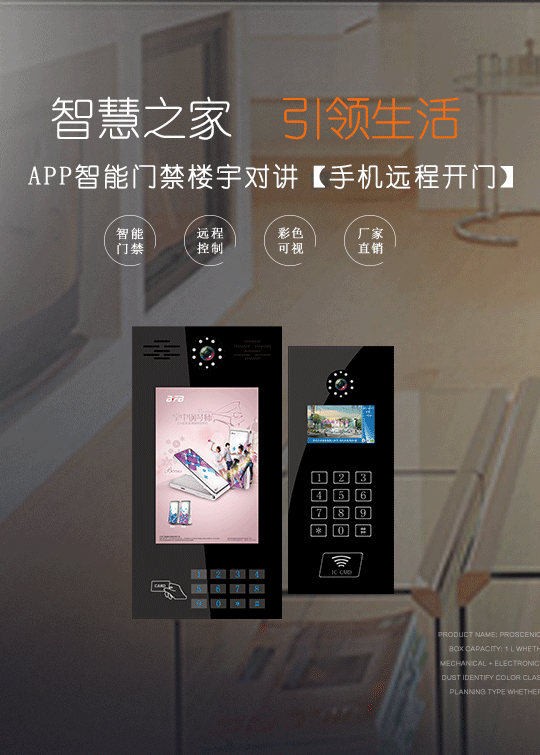 智慧之家 引领生活
APP智能门禁楼宇对讲【手机远程开门】
智能 远程 彩色 厂家
门禁 控制 可视 直销
BFB
1 2 3 4
5 6 7 8
9 0 * #
CARD
1 2 3
4 5 6
7 8 9
* 0 #
IC CARD
PRODUCT NAME: PROSCENIC
BOX CAPACITY: 1 L WHETH
MECHANICAL + ELECTRONIC
DUST IDENTIFY COLOR CLAS
PLANNING TYPE WHETHER